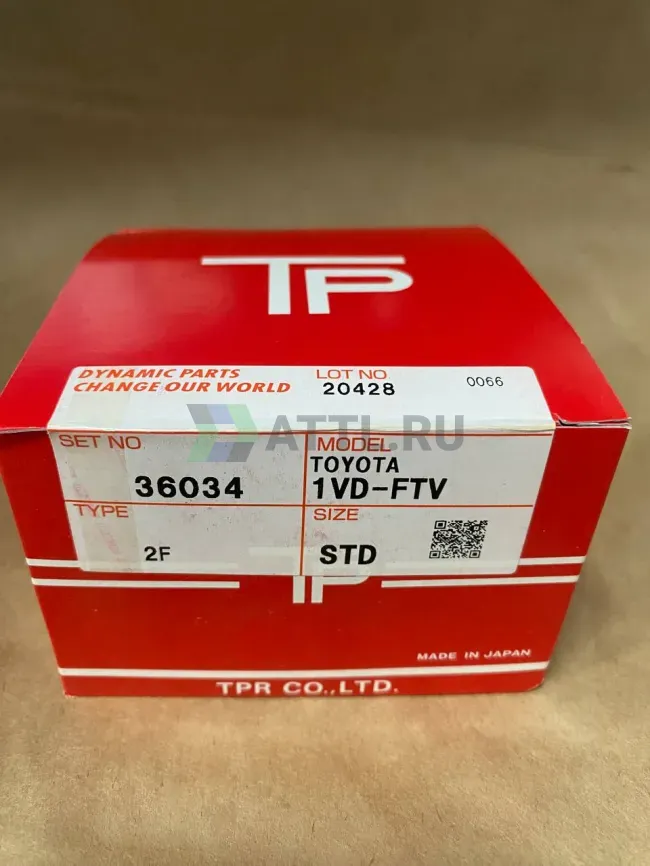 TP
DYNAMIC PARTS
CHANGE OUR WORLD
LOT NO
20428
0066
ATTI.RU
SET NO
36034
MODEL
TOYOTA
1VD-FTV
TYPE
2F
SIZE
STD
TP
MADE IN JAPAN
TPR CO.,LTD.